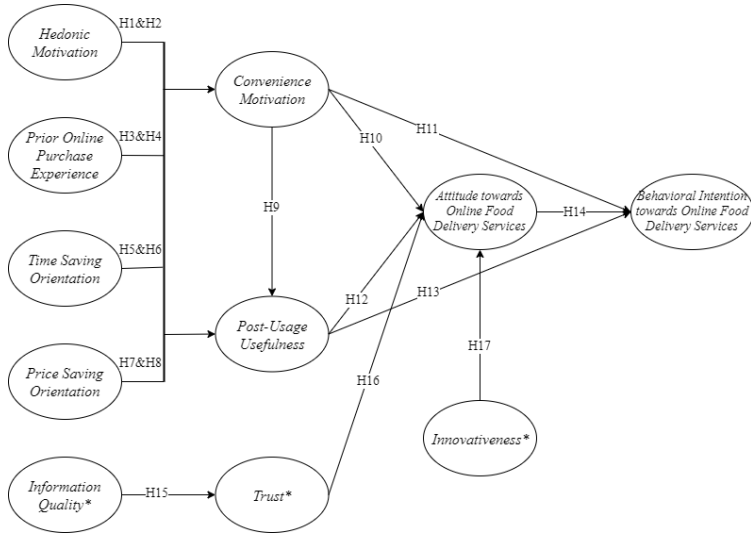 H1&H2
Hedonic
Motivation
Convenience
Motivation
H3&H4
Prior Online
Purchase
Experience
H10
H11
Attitude towards
Online Food
Delivery Services
H14
Behavioral Intention
towards Online Food
Delivery Services
H9
H5&H6
Time Saving
Orientation
H12
H13
Post-Usage
Usefulness
H7&H8
Price Saving
Orientation
H16
H17
Innovativeness*
Information
Quality*
H15
Trust*